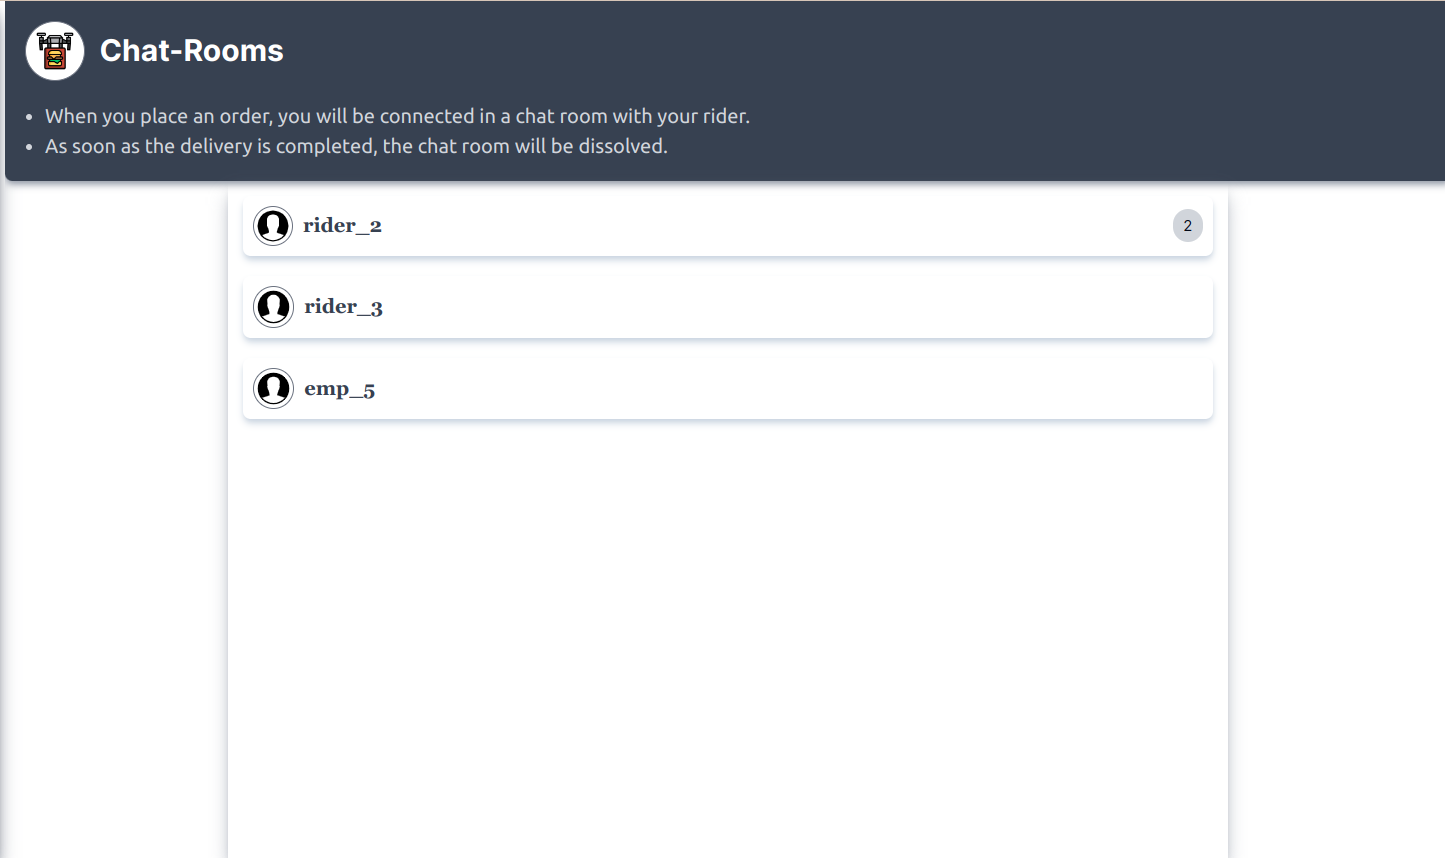 Chat-Rooms
When you place an order, you will be connected in a chat room with your rider.
As soon as the delivery is completed, the chat room will be dissolved.
rider_2 2
rider_3
emp_5